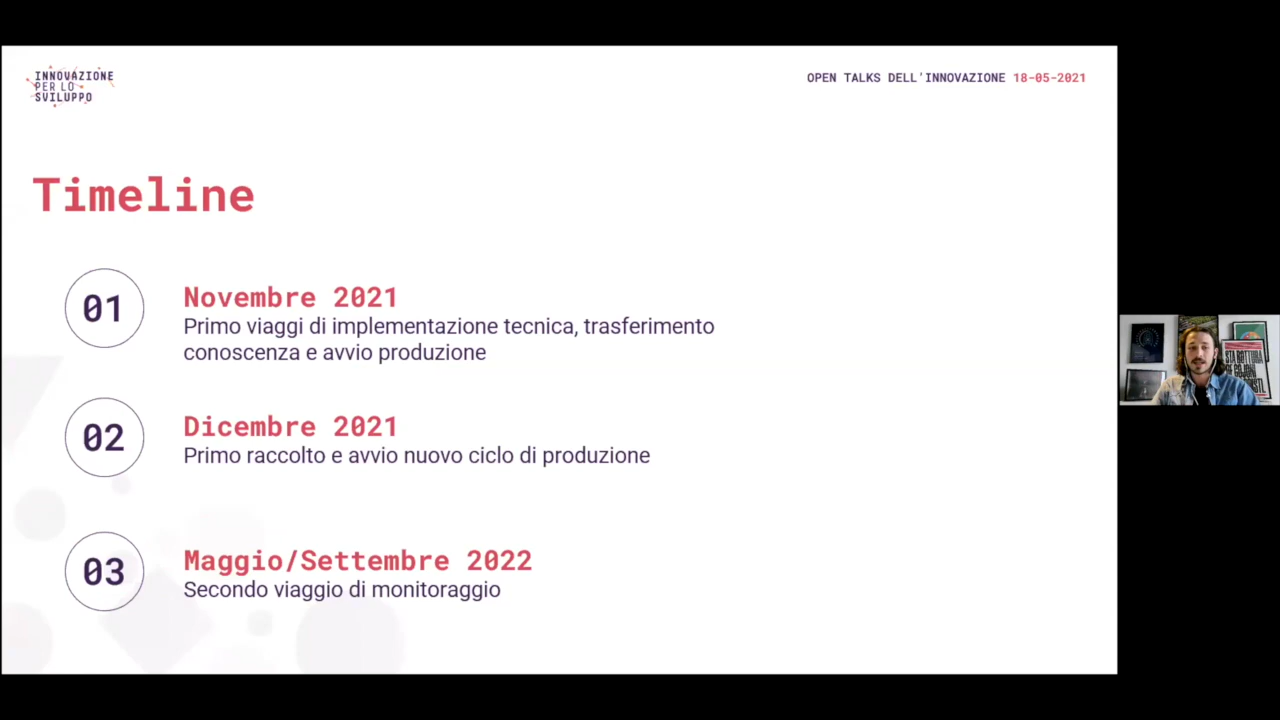 INNOVAZIONE
PER LO
SVILUPPO
OPEN TALKS DELL'INNOVAZIONE 18-05-2021
Timeline
01
Novembre 2021
Primo viaggi di implementazione tecnica, trasferimento
conoscenza e avvio produzione
02
Dicembre 2021
Primo raccolto e avvio nuovo ciclo di produzione
03
Maggio/Settembre 2022
Secondo viaggio di monitoraggio